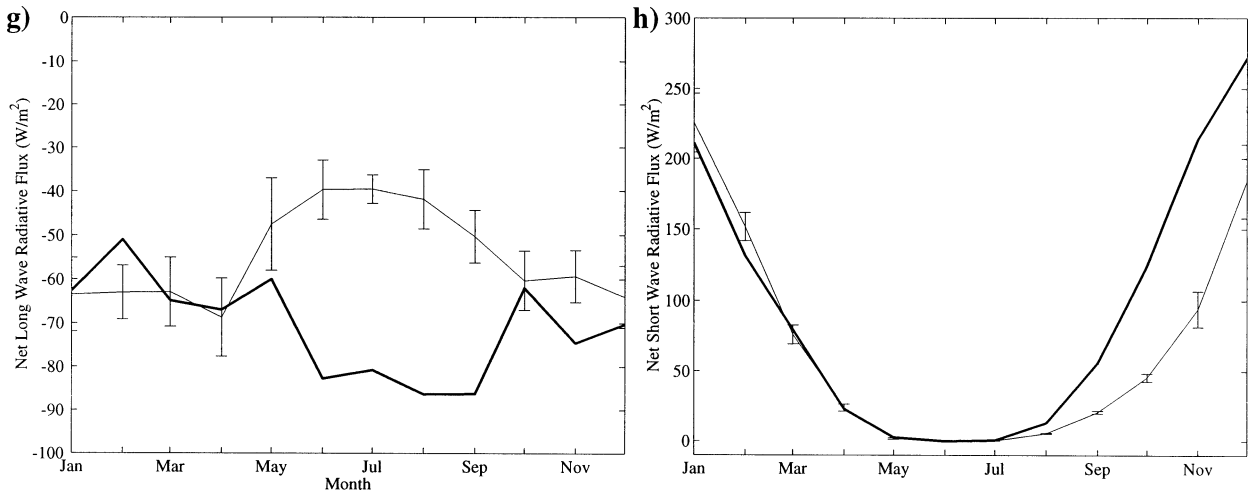 g)
0
-10
-20
-30
-40
-50
-60
-70
-80
-90
-100
Net Long Wave Radiative Flux (W/m²)
Jan Mar May Jul Sep Nov
Month
h)
300
250
200
150
100
50
0
Net Short Wave Radiative Flux (W/m²)
Jan Mar May Jul Sep Nov